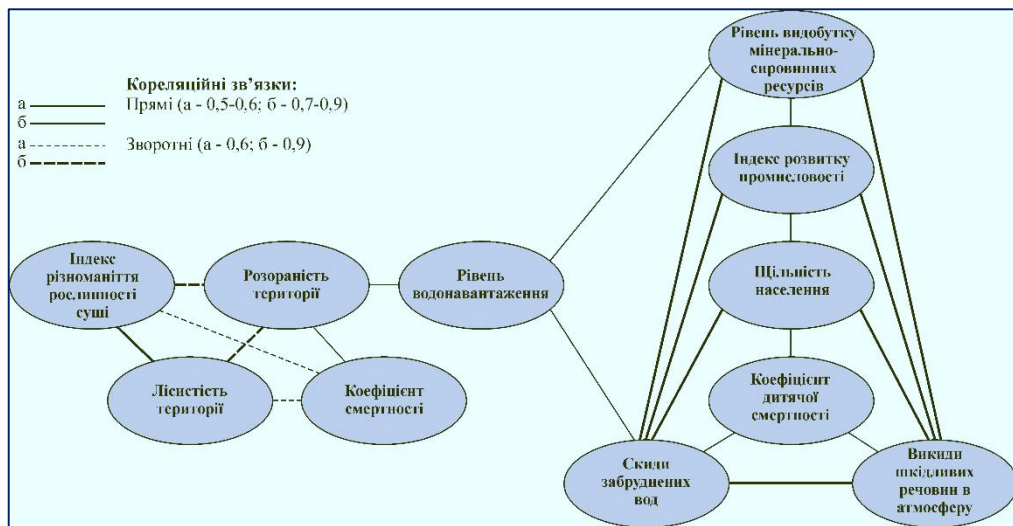 Кореляційні зв’язки:
а
Прямі (а - 0,5-0,6; б - 0,7-0,9)
б
а
Зворотні (а - 0,6; б - 0,9)
б
Рівень видобутку
мінерально-
сировинних
ресурсів
Індекс розвитку
промисловості
Індекс
різноманіття
рослинності
суші
Розораність
території
Рівень
водонавантаження
Щільність
населення
Лісистість
території
Коефіцієнт
смертності
Коефіцієнт
дитячої
смертності
Скиди
забруднених
вод
Викиди
шкідливих
речовин в
атмосферу